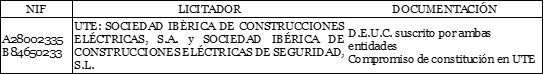 NIF LICITADOR DOCUMENTACIÓN
UTE: SOCIEDAD IBÉRICA DE CONSTRUCCIONES
ELÉCTRICAS, S.A. y SOCIEDAD IBÉRICA DE
CONSTRUCCIONES ELÉCTRICAS DE SEGURIDAD,
S.L.
A28002335
B84650233
D.E.U.C. suscrito por ambas
entidades
Compromiso de constitución en UTE